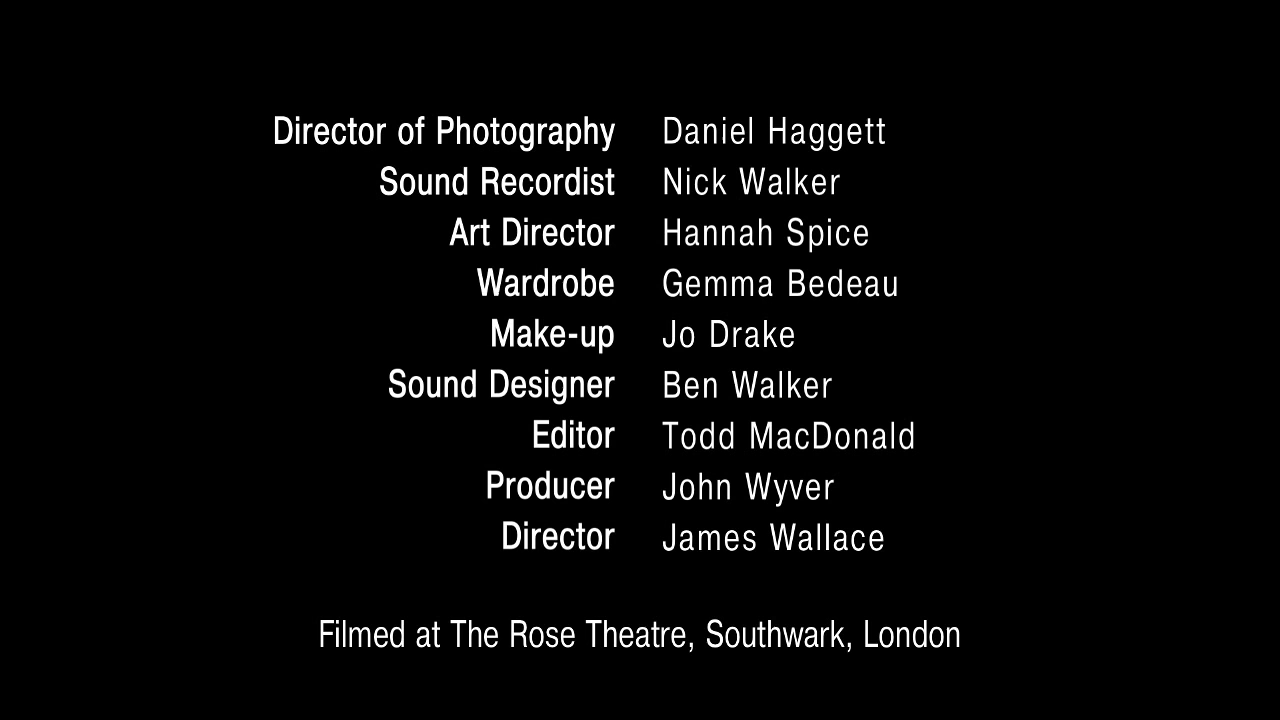 Director of Photography Daniel Haggett
Sound Recordist Nick Walker
Art Director Hannah Spice
Wardrobe Gemma Bedeau
Make-up Jo Drake
Sound Designer Ben Walker
Editor Todd MacDonald
Producer John Wyver
Director James Wallace
Filmed at The Rose Theatre, Southwark, London